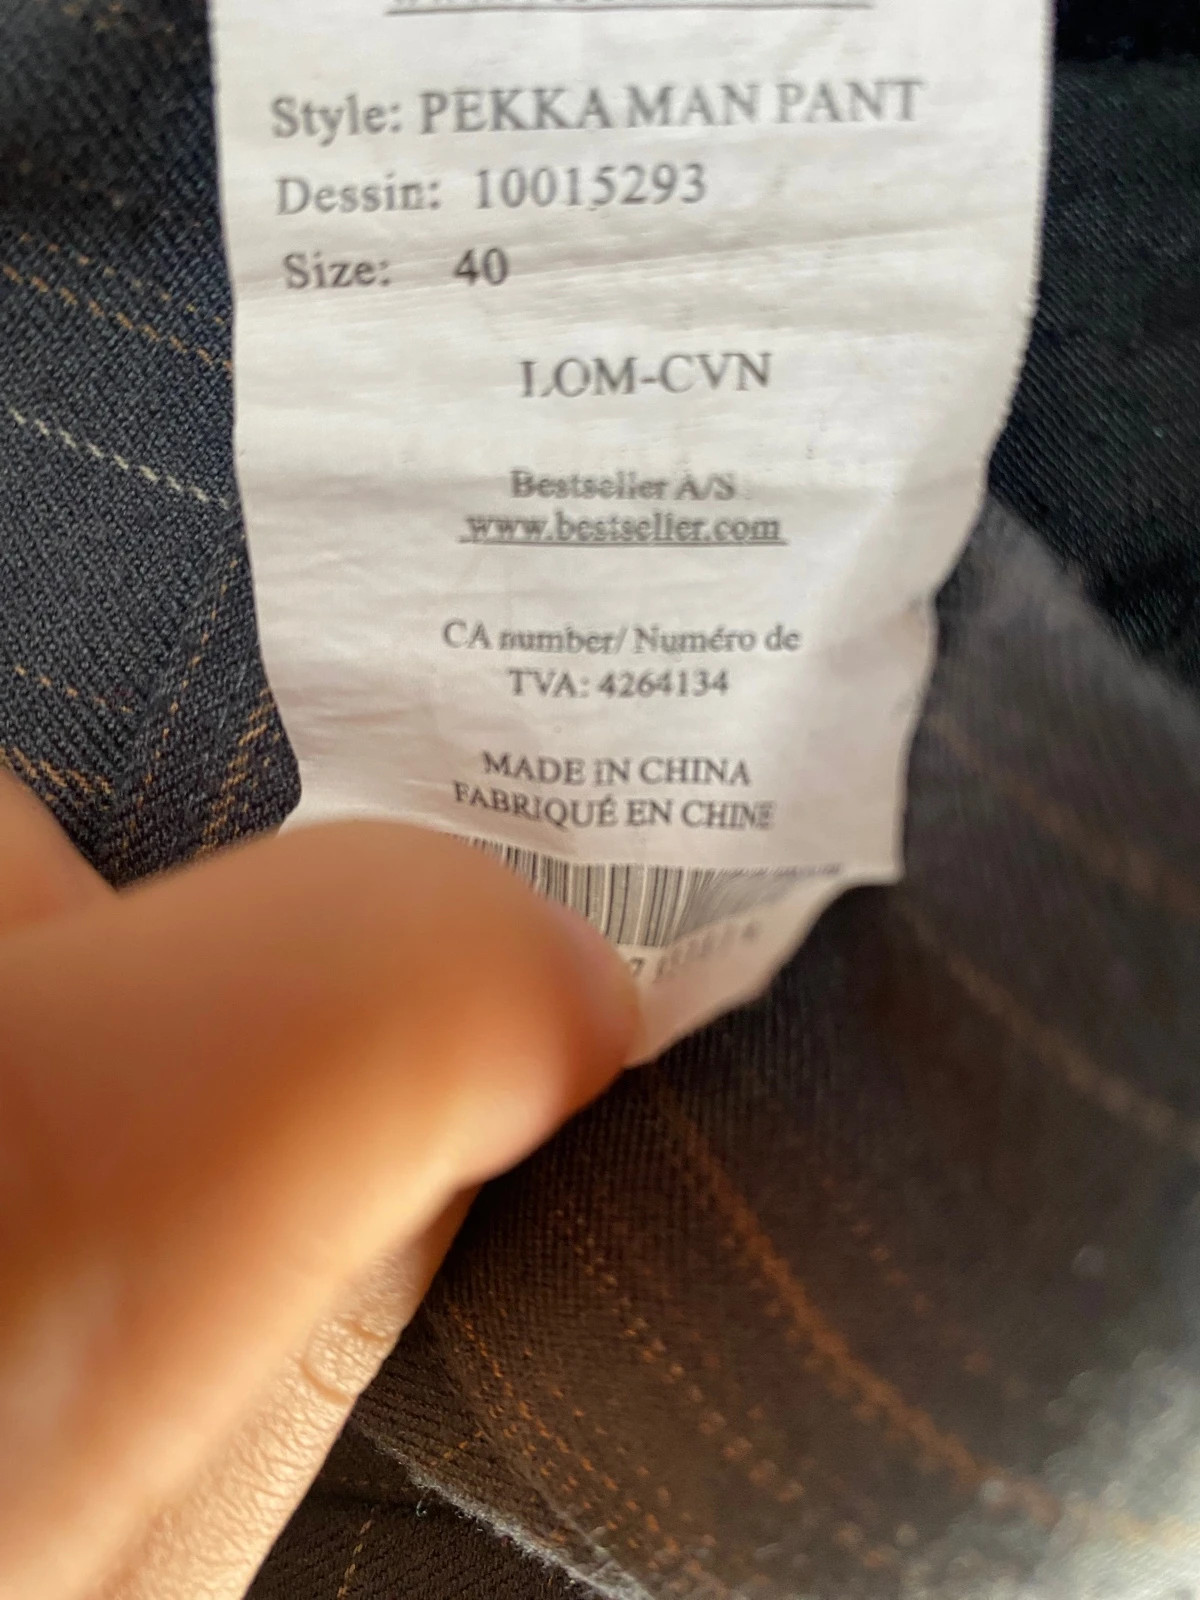 Style: PEKKA MAN PANT
Dessin: 10015293
Size: 40
LOM-CVN
Bestseller A/S
www.bestseller.com
CA number/ Numéro de
TVA: 4264134
MADE IN CHINA
FABRIQUÉ EN CHINE